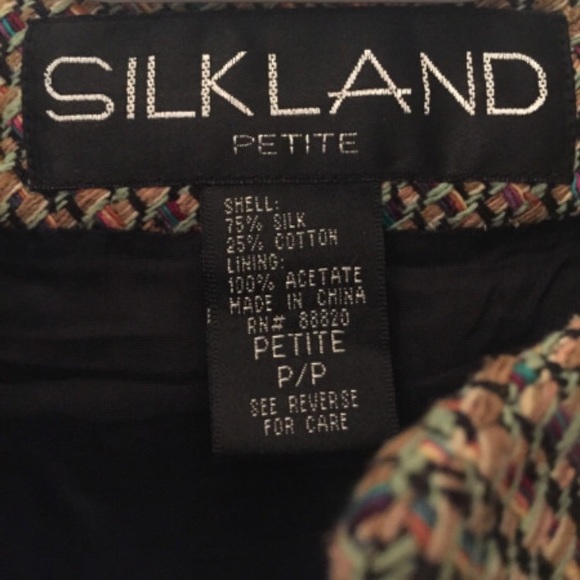 SILKLAND
PETITE
SHELL:
75% SILK
25% COTTON
LINING:
100% ACETATE
MADE IN CHINA
RN# 88820
PETITE
P/P
SEE REVERSE
FOR CARE